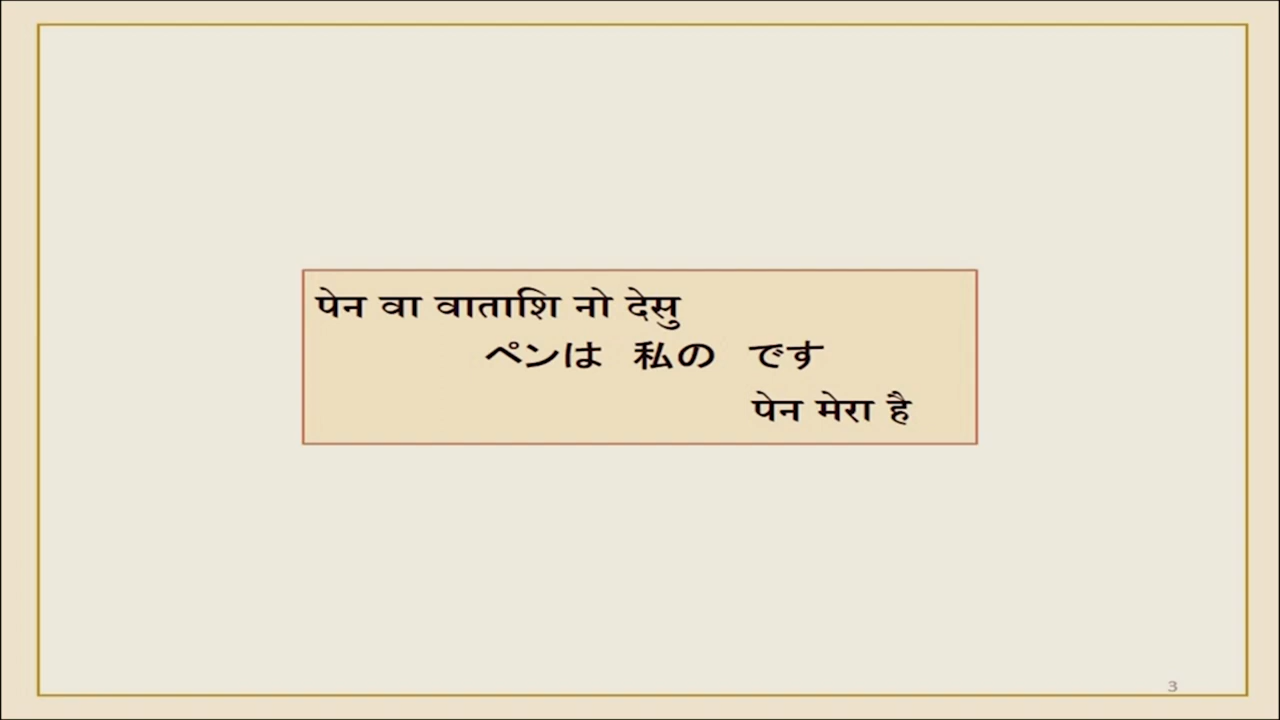 पेन वा वाताशि नो देसु
ペンは 私の です
पेन मेरा है
3